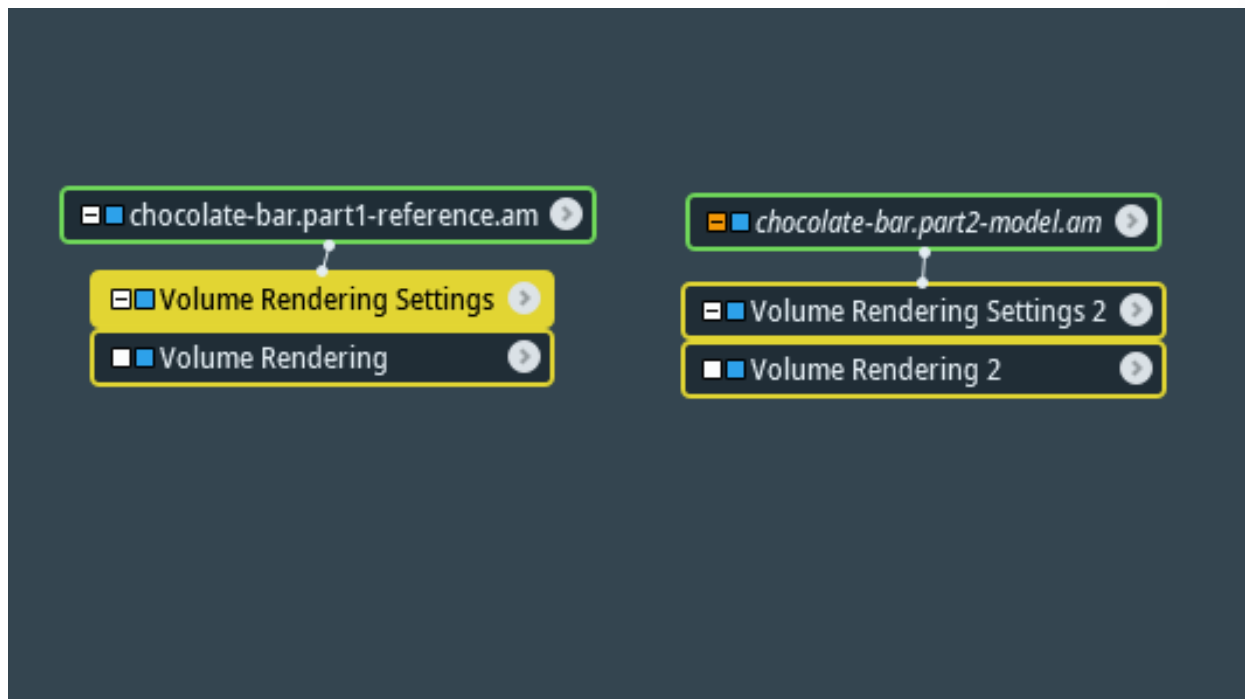 chocolate-bar.part1-reference.am
Volume Rendering Settings
Volume Rendering
chocolate-bar.part2-model.am
Volume Rendering Settings 2
Volume Rendering 2